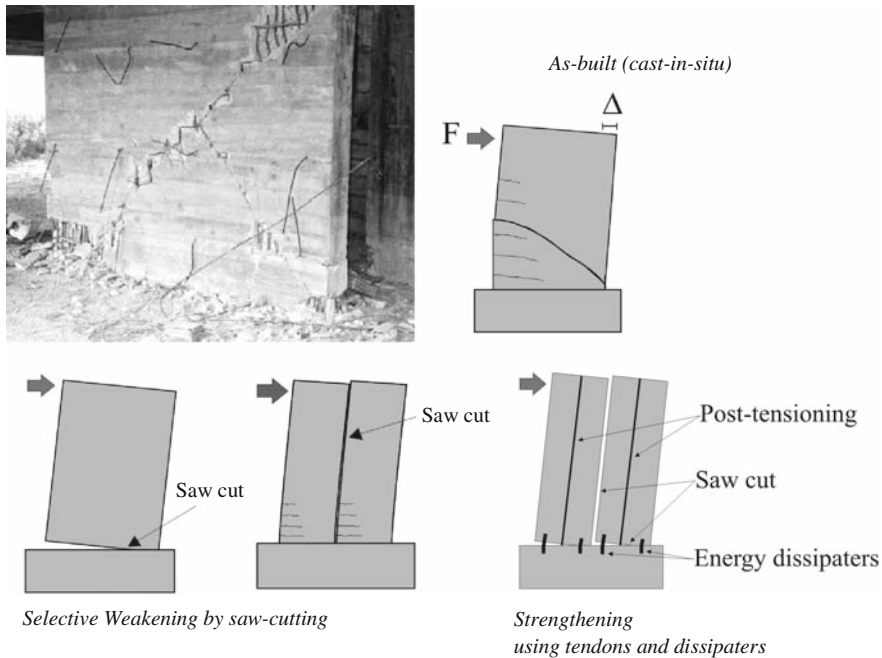 As-built (cast-in-situ)
Δ
F
Saw cut
Saw cut
Post-tensioning
Saw cut
Energy dissipaters
Selective Weakening by saw-cutting
Strengthening
using tendons and dissipaters